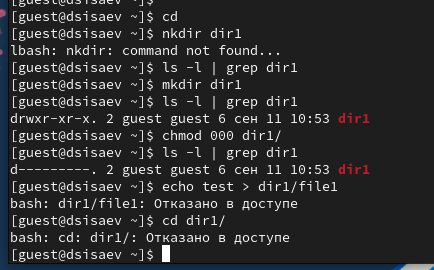 [guest@dsisaev ~]$
[guest@dsisaev ~]$ cd
[guest@dsisaev ~]$ nkdir dir1
lbash: nkdir: command not found...
[guest@dsisaev ~]$ ls -l | grep dir1
[guest@dsisaev ~]$ mkdir dir1
[guest@dsisaev ~]$ ls -l | grep dir1
drwxr-xr-x. 2 guest guest 6 сен 11 10:53 dir1
[guest@dsisaev ~]$ chmod 000 dir1/
[guest@dsisaev ~]$ ls -l | grep dir1
d---------. 2 guest guest 6 сен 11 10:53 dir1
[guest@dsisaev ~]$ echo test > dir1/file1
bash: dir1/file1: Отказано в доступе
[guest@dsisaev ~]$ cd dir1/
bash: cd: dir1/: Отказано в доступе
[guest@dsisaev ~]$